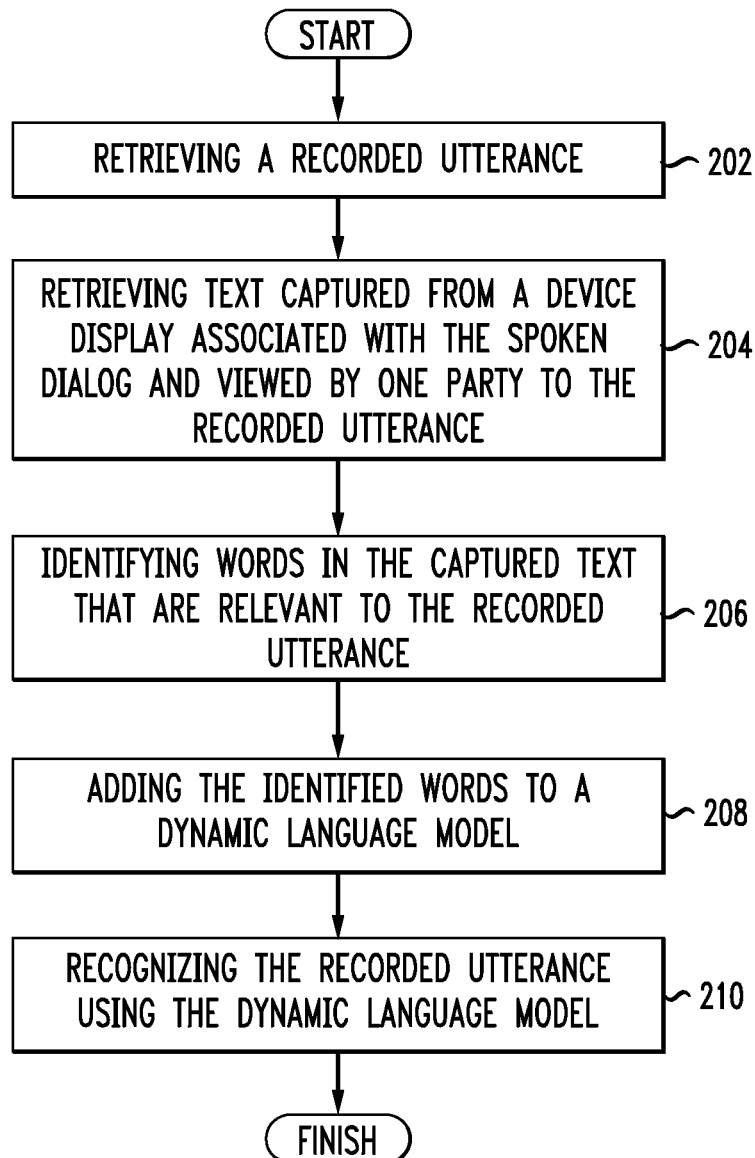 START
RETRIEVING A RECORDED UTTERANCE
202
RETRIEVING TEXT CAPTURED FROM A DEVICE
DISPLAY ASSOCIATED WITH THE SPOKEN
DIALOG AND VIEWED BY ONE PARTY TO THE
RECORDED UTTERANCE
204
IDENTIFYING WORDS IN THE CAPTURED TEXT
THAT ARE RELEVANT TO THE RECORDED
UTTERANCE
206
ADDING THE IDENTIFIED WORDS TO A
DYNAMIC LANGUAGE MODEL
208
RECOGNIZING THE RECORDED UTTERANCE
USING THE DYNAMIC LANGUAGE MODEL
210
FINISH